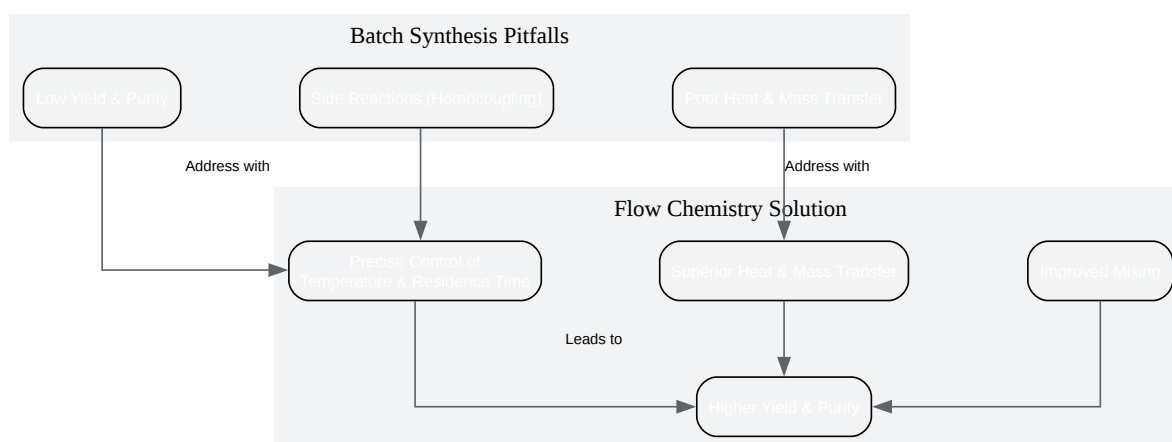 Batch Synthesis Pitfalls
Low Yield & Purity
Side Reactions (Homocoupling)
Poor Heat & Mass Transfer
Address with
Address with
Flow Chemistry Solution
Precise Control of
Temperature & Residence Time
Superior Heat & Mass Transfer
Improved Mixing
Leads to
Higher Yield & Purity